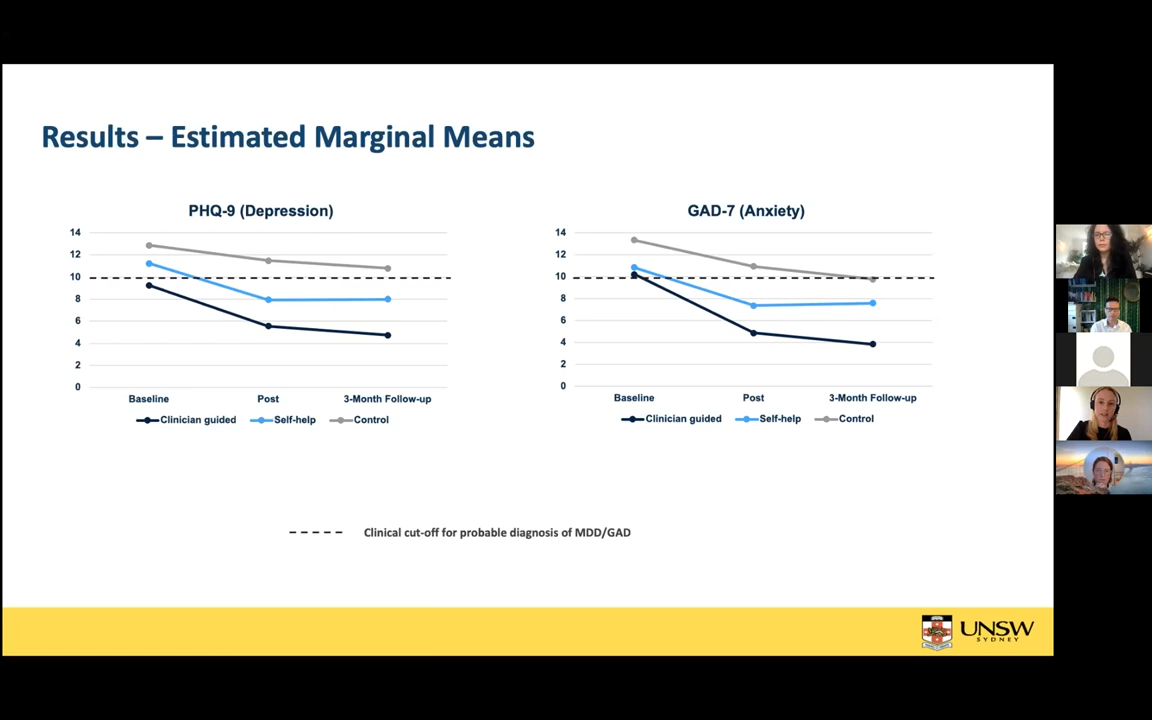 Results – Estimated Marginal Means
PHQ-9 (Depression)
14
12
10
8
6
4
2
0
Baseline
Post
3-Month Follow-up
Clinician guided
Self-help
Control
GAD-7 (Anxiety)
14
12
10
8
6
4
2
0
Baseline
Post
3-Month Follow-up
Clinician guided
Self-help
Control
Clinical cut-off for probable diagnosis of MDD/GAD
UNSW
SYDNEY